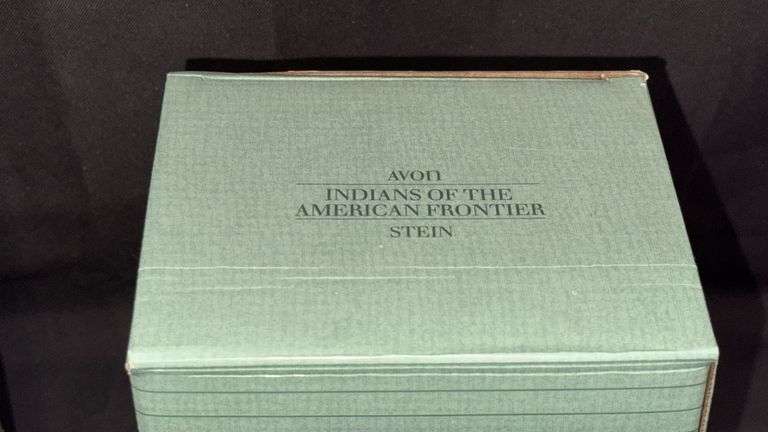 AVON
INDIANS OF THE
AMERICAN FRONTIER
STEIN